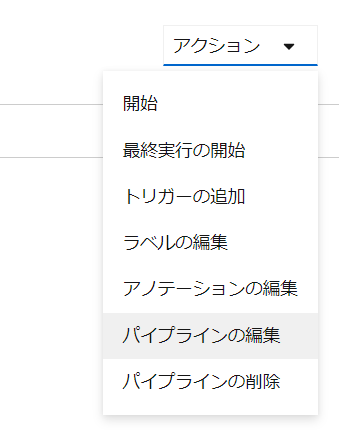 アクション
開始
最終実行の開始
トリガーの追加
ラベルの編集
アノテーションの編集
パイプラインの編集
パイプラインの削除